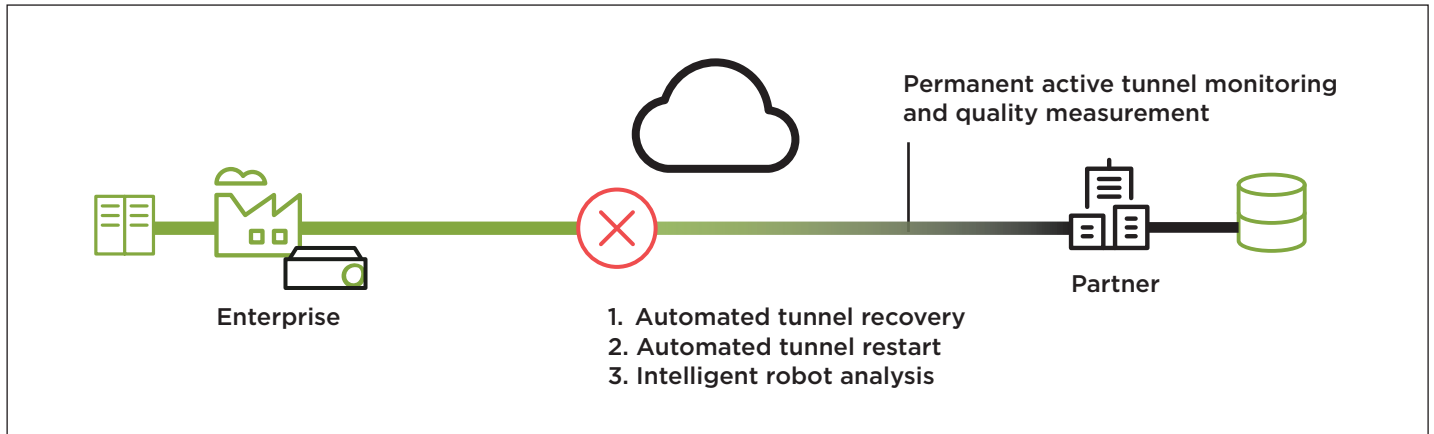 Permanent active tunnel monitoring
and quality measurement
Enterprise
Partner
1. Automated tunnel recovery
2. Automated tunnel restart
3. Intelligent robot analysis